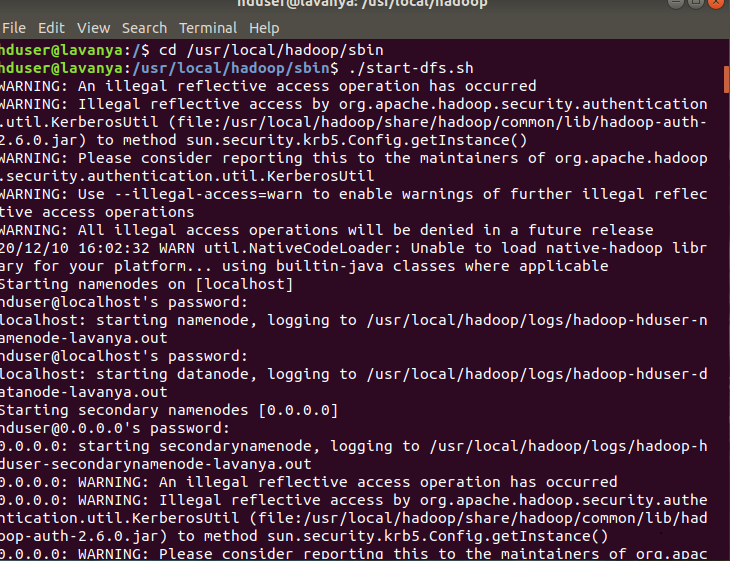 hduser@lavanya: /usr/local/hadoop
File Edit View Search Terminal Help
hduser@lavanya:/$ cd /usr/local/hadoop/sbin
hduser@lavanya:/usr/local/hadoop/sbin$ ./start-dfs.sh
WARNING: An illegal reflective access operation has occurred
WARNING: Illegal reflective access by org.apache.hadoop.security.authentication
.util.KerberosUtil (file:/usr/local/hadoop/share/hadoop/common/lib/hadoop-auth-
2.6.0.jar) to method sun.security.krb5.Config.getInstance()
WARNING: Please consider reporting this to the maintainers of org.apache.hadoop
.security.authentication.util.KerberosUtil
WARNING: Use --illegal-access=warn to enable warnings of further illegal reflec
tive access operations
WARNING: All illegal access operations will be denied in a future release
20/12/10 16:02:32 WARN util.NativeCodeLoader: Unable to load native-hadoop libr
ary for your platform... using builtin-java classes where applicable
Starting namenodes on [localhost]
hduser@localhost's password:
localhost: starting namenode, logging to /usr/local/hadoop/logs/hadoop-hduser-n
amenode-lavanya.out
hduser@localhost's password:
localhost: starting datanode, logging to /usr/local/hadoop/logs/hadoop-hduser-d
atanode-lavanya.out
Starting secondary namenodes [0.0.0.0]
hduser@0.0.0.0's password:
0.0.0.0: starting secondarynamenode, logging to /usr/local/hadoop/logs/hadoop-h
duser-secondarynamenode-lavanya.out
0.0.0.0: WARNING: An illegal reflective access operation has occurred
0.0.0.0: WARNING: Illegal reflective access by org.apache.hadoop.security.authe
ntication.util.KerberosUtil (file:/usr/local/hadoop/share/hadoop/common/lib/had
oop-auth-2.6.0.jar) to method sun.security.krb5.Config.getInstance()
0.0.0.0: WARNING: Please consider reporting this to the maintainers of org.apac